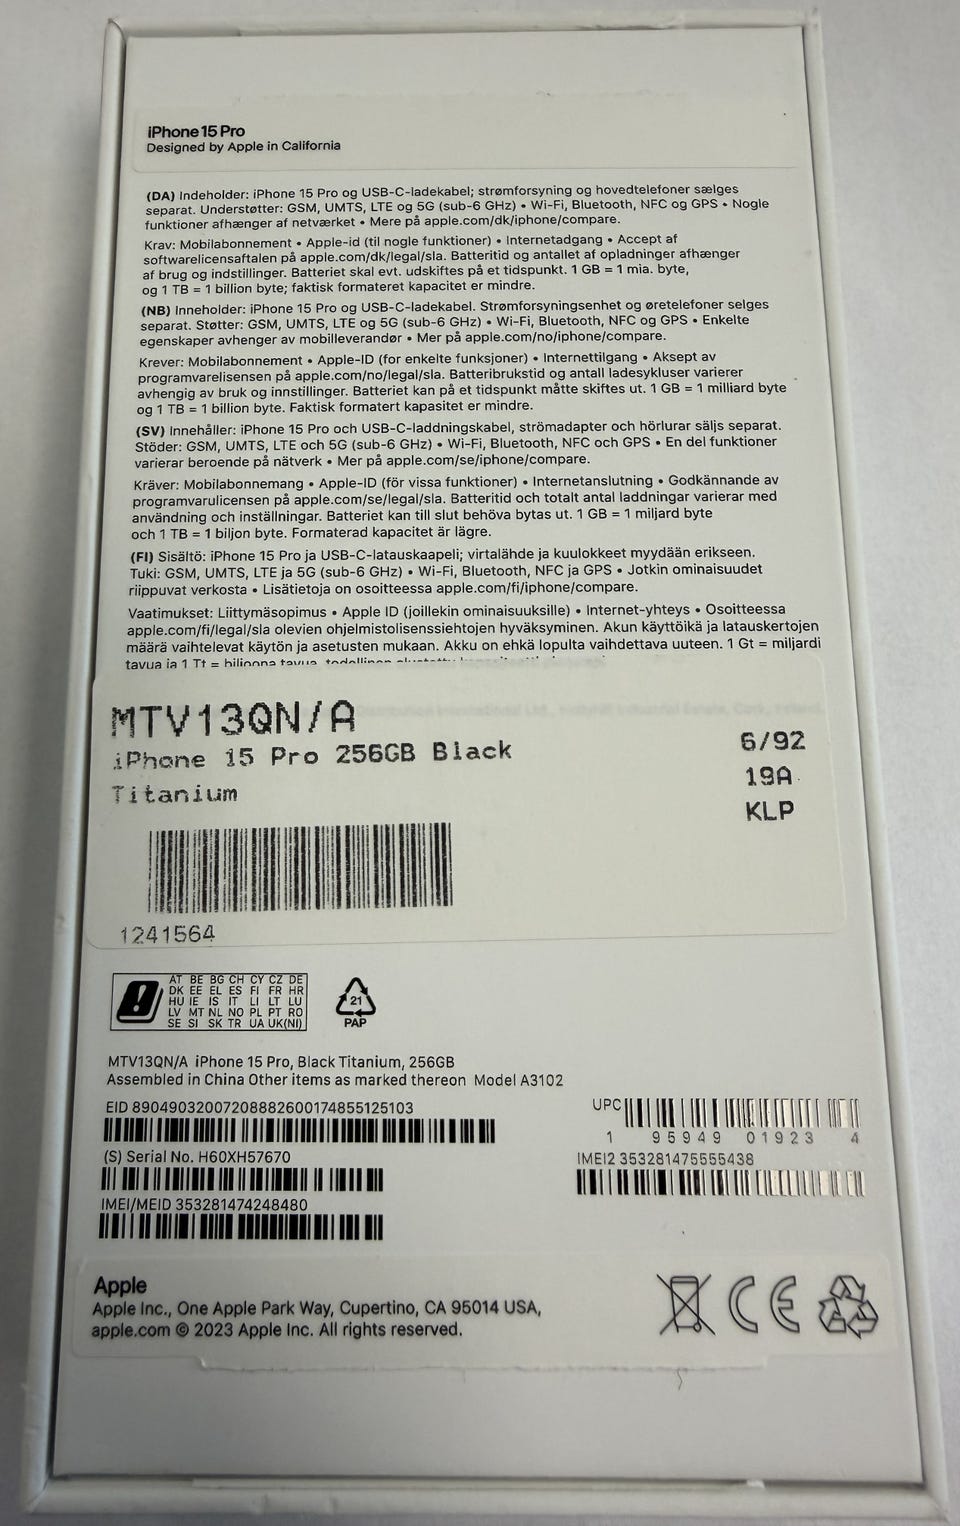 iPhone 15 Pro
Designed by Apple in California
(DA) Indeholder: iPhone 15 Pro og USB-C-ladekabel; strømforsyning og hovedtelefoner sælges
separat. Understøtter: GSM, UMTS, LTE og 5G (sub-6 GHz) • Wi-Fi, Bluetooth, NFC og GPS • Nogle
funktioner afhænger af netværket • Mere på apple.com/dk/iphone/compare.
Krav: Mobilabonnement • Apple-id (til nogle funktioner) • Internetadgang • Accept af
softwarelicensaftalen på apple.com/dk/legal/sla. Batteritid og antallet af opladninger afhænger
af brug og indstillinger. Batteriet skal evt. udskiftes på et tidspunkt. 1 GB = 1 mia. byte,
og 1 TB = 1 billion byte; faktisk formateret kapacitet er mindre.
(NB) Inneholder: iPhone 15 Pro og USB-C-ladekabel. Strømforsyningsenhet og øretelefoner selges
separat. Støtter: GSM, UMTS, LTE og 5G (sub-6 GHz) • Wi-Fi, Bluetooth, NFC og GPS • Enkelte
egenskaper avhenger av mobilleverandør • Mer på apple.com/no/iphone/compare.
Krever: Mobilabonnement • Apple-ID (for enkelte funksjoner) • Internettilgang • Aksept av
programvarelisensen på apple.com/no/legal/sla. Batteribrukstid og antall ladesykluser varierer
avhengig av bruk og innstillinger. Batteriet kan på et tidspunkt måtte skiftes ut. 1 GB = 1 milliard byte
og 1 TB = 1 billion byte. Faktisk formatert kapasitet er mindre.
(SV) Innehåller: iPhone 15 Pro och USB-C-laddningskabel, strömadapter och hörlurar säljs separat.
Stöder: GSM, UMTS, LTE och 5G (sub-6 GHz) • Wi-Fi, Bluetooth, NFC och GPS • En del funktioner
varierar beroende på nätverk • Mer på apple.com/se/iphone/compare.
Kräver: Mobilabonnemang • Apple-ID (för vissa funktioner) • Internetanslutning • Godkännande av
programvarulicensen på apple.com/se/legal/sla. Batteritid och totalt antal laddningar varierar med
användning och inställningar. Batteriet kan till slut behöva bytas ut. 1 GB = 1 miljard byte
och 1 TB = 1 biljon byte. Formaterad kapacitet är lägre.
(FI) Sisältö: iPhone 15 Pro ja USB-C-latauskaapeli; virtalähde ja kuulokkeet myydään erikseen.
Tuki: GSM, UMTS, LTE ja 5G (sub-6 GHz) • Wi-Fi, Bluetooth, NFC ja GPS • Jotkin ominaisuudet
riippuvat verkosta • Lisätietoja on osoitteessa apple.com/fi/iphone/compare.
Vaatimukset: Liittymäsopimus • Apple ID (joillekin ominaisuuksille) • Internet-yhteys • Osoitteessa
apple.com/fi/legal/sla olevien ohjelmistolisenssiehtojen hyväksyminen. Akun käyttöikä ja latauskertojen
määrä vaihtelevat käytön ja asetusten mukaan. Akku on ehkä lopulta vaihdettava uuteen. 1 Gt = miljardi
tavua ja 1 Tt = biljoona tavua, todellinen
MTV13QN/A
iPhone 15 Pro 256GB Black
Titanium
6/92
19A
KLP
1241564
AT BE BG CH CY CZ DE
DK EE EL ES FI FR HR
HU IE IS IT LI LT LU
LV MT NL NO PL PT RO
SE SI SK TR UA UK(NI)
21
PAP
MTV13QN/A iPhone 15 Pro, Black Titanium, 256GB
Assembled in China Other items as marked thereon Model A3102
EID 89049032007208882600174855125103
UPC
1 95949 01923 4
(S) Serial No. H60XH57670
IMEI2 353281475555438
IMEI/MEID 353281474248480
Apple
Apple Inc., One Apple Park Way, Cupertino, CA 95014 USA,
apple.com © 2023 Apple Inc. All rights reserved.
CE